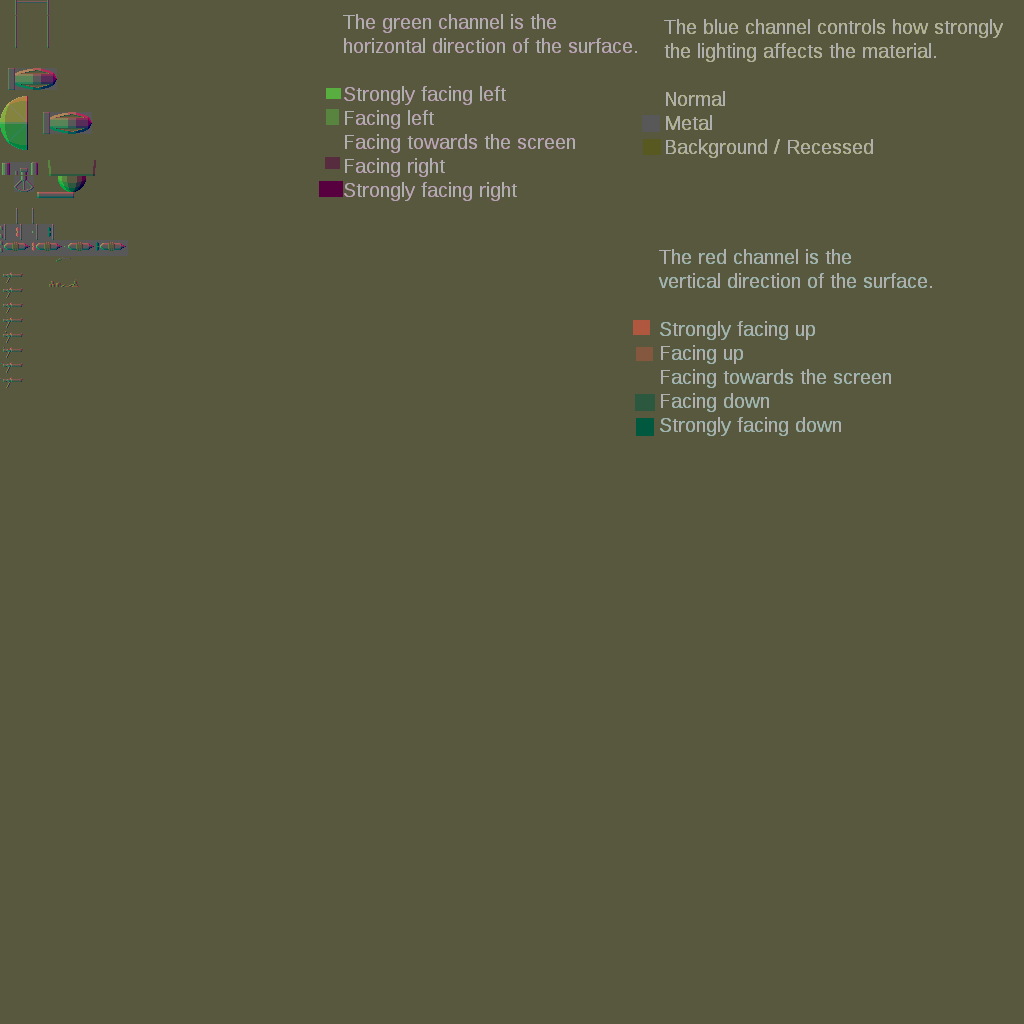 The green channel is the
horizontal direction of the surface.
Strongly facing left
Facing left
Facing towards the screen
Facing right
Strongly facing right
The blue channel controls how strongly
the lighting affects the material.
Normal
Metal
Background / Recessed
The red channel is the
vertical direction of the surface.
Strongly facing up
Facing up
Facing towards the screen
Facing down
Strongly facing down